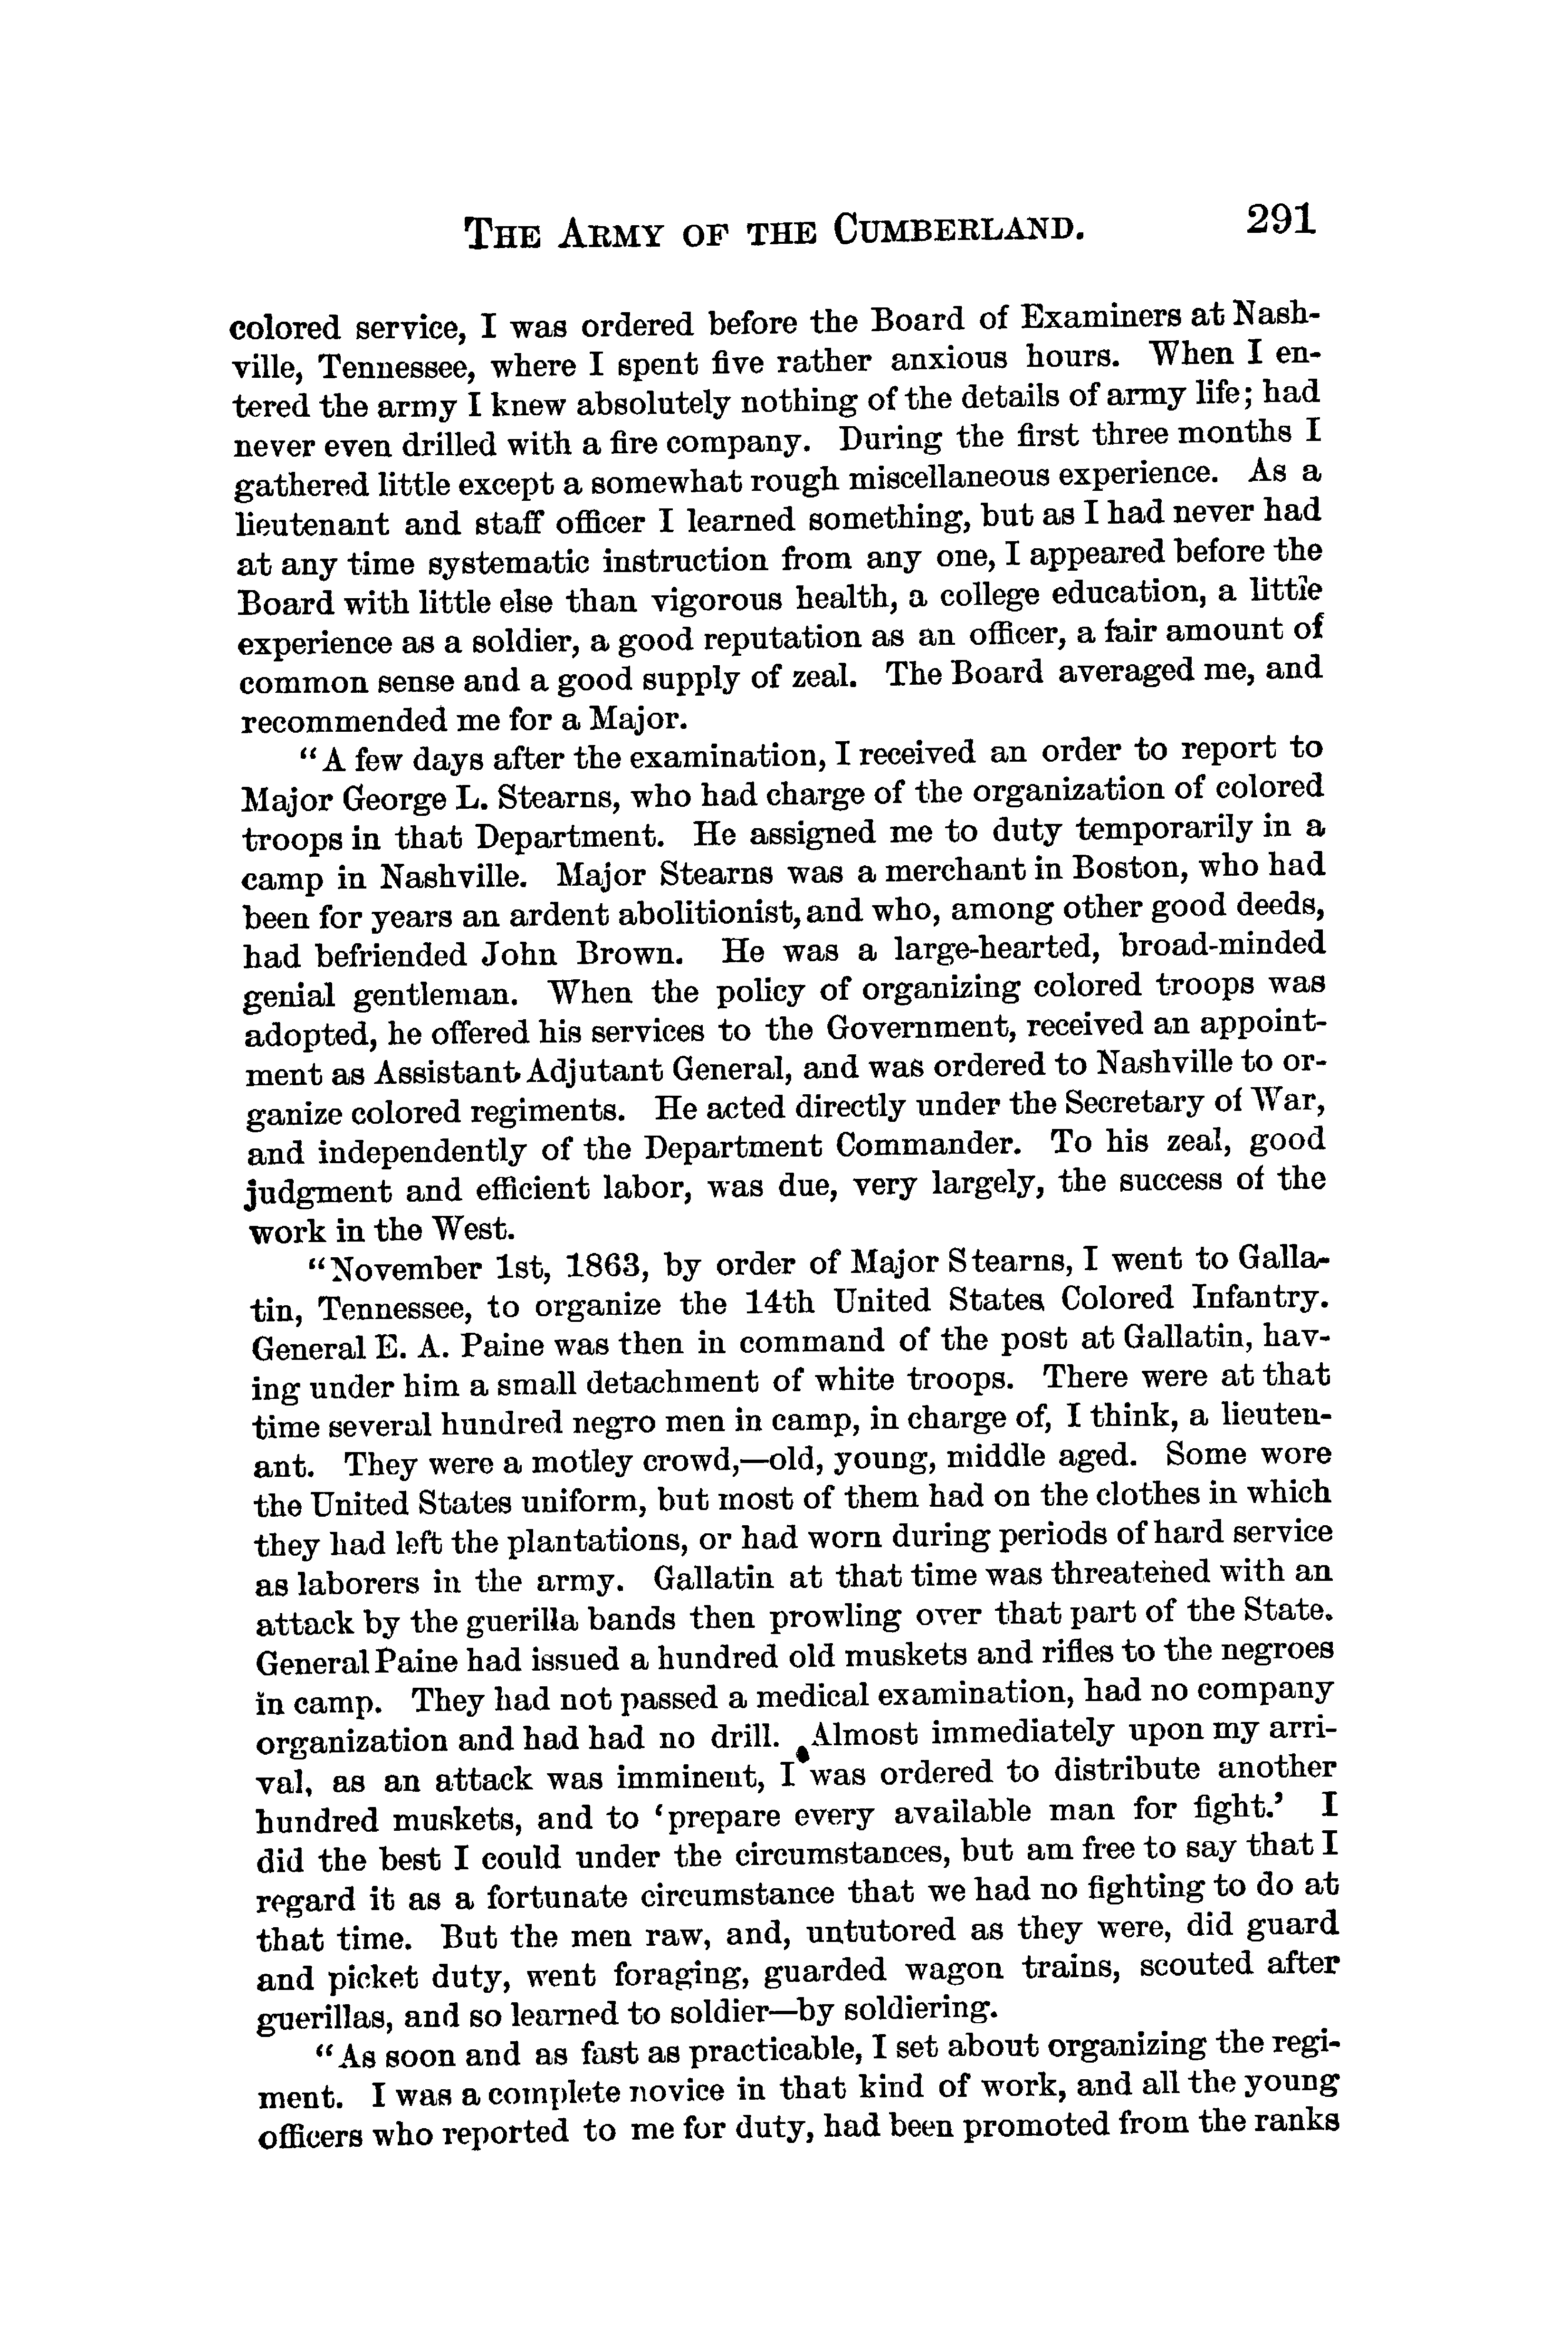 THE ARMY OF THE CUMBERLAND. 291
colored service, I was ordered before the Board of Examiners at Nash-
ville, Tennessee, where I spent five rather anxious hours. When I en-
tered the army I knew absolutely nothing of the details of army life; had
never even drilled with a fire company. During the first three months I
gathered little except a somewhat rough miscellaneous experience. As a
lieutenant and staff officer I learned something, but as I had never had
at any time systematic instruction from any one, I appeared before the
Board with little else than vigorous health, a college education, a little
experience as a soldier, a good reputation as an officer, a fair amount of
common sense and a good supply of zeal. The Board averaged me, and
recommended me for a Major.
"A few days after the examination, I received an order to report to
Major George L. Stearns, who had charge of the organization of colored
troops in that Department. He assigned me to duty temporarily in a
camp in Nashville. Major Stearns was a merchant in Boston, who had
been for years an ardent abolitionist, and who, among other good deeds,
had befriended John Brown. He was a large-hearted, broad-minded
genial gentleman. When the policy of organizing colored troops was
adopted, he offered his services to the Government, received an appoint-
ment as Assistant Adjutant General, and was ordered to Nashville to or-
ganize colored regiments. He acted directly under the Secretary of War,
and independently of the Department Commander. To his zeal, good
judgment and efficient labor, was due, very largely, the success of the
work in the West.
"November 1st, 1863, by order of Major Stearns, I went to Galla-
tin, Tennessee, to organize the 14th United States Colored Infantry.
General E. A. Paine was then in command of the post at Gallatin, hav-
ing under him a small detachment of white troops. There were at that
time several hundred negro men in camp, in charge of, I think, a lieuten-
ant. They were a motley crowd,—old, young, middle aged. Some wore
the United States uniform, but most of them had on the clothes in which
they had left the plantations, or had worn during periods of hard service
as laborers in the army. Gallatin at that time was threatened with an
attack by the guerilla bands then prowling over that part of the State.
General Paine had issued a hundred old muskets and rifles to the negroes
in camp. They had not passed a medical examination, had no company
organization and had had no drill. Almost immediately upon my arri-
val, as an attack was imminent, I was ordered to distribute another
hundred muskets, and to 'prepare every available man for fight.' I
did the best I could under the circumstances, but am free to say that I
regard it as a fortunate circumstance that we had no fighting to do at
that time. But the men raw, and, untutored as they were, did guard
and picket duty, went foraging, guarded wagon trains, scouted after
guerillas, and so learned to soldier—by soldiering.
"As soon and as fast as practicable, I set about organizing the regi-
ment. I was a complete novice in that kind of work, and all the young
officers who reported to me for duty, had been promoted from the ranks